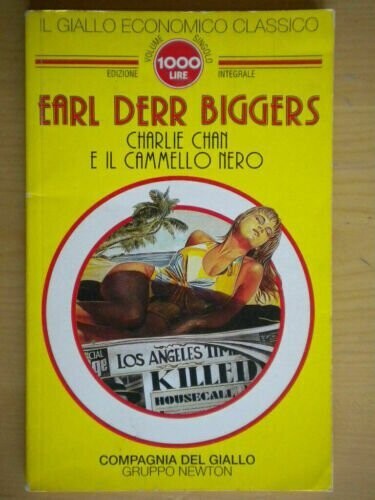 IL GIALLO ECONOMICO CLASSICO
VOLUME SINGOLO
1000
LIRE
EDIZIONE INTEGRALE
EARL DERR BIGGERS
CHARLIE CHAN
E IL CAMMELLO NERO
LOS ANGELES TIM
KILLED
HOUSECALL
COMPAGNIA DEL GIALLO
GRUPPO NEWTON